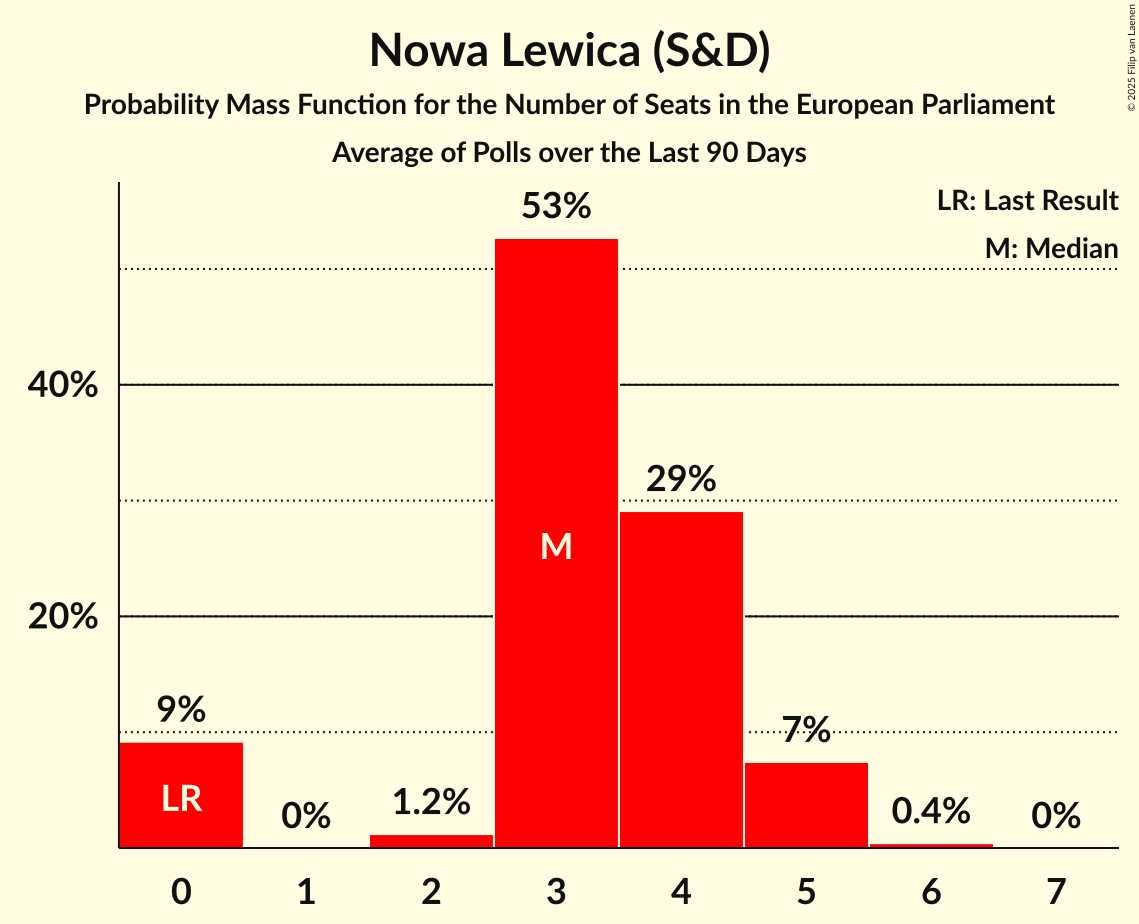 Nowa Lewica (S&D)
Probability Mass Function for the Number of Seats in the European Parliament
Average of Polls over the Last 90 Days
© 2025 Filip van Laenen
LR: Last Result
M: Median
53%
40%
29%
M
20%
9%
7%
LR
0%
1.2%
0.4%
0%
0 1 2 3 4 5 6 7